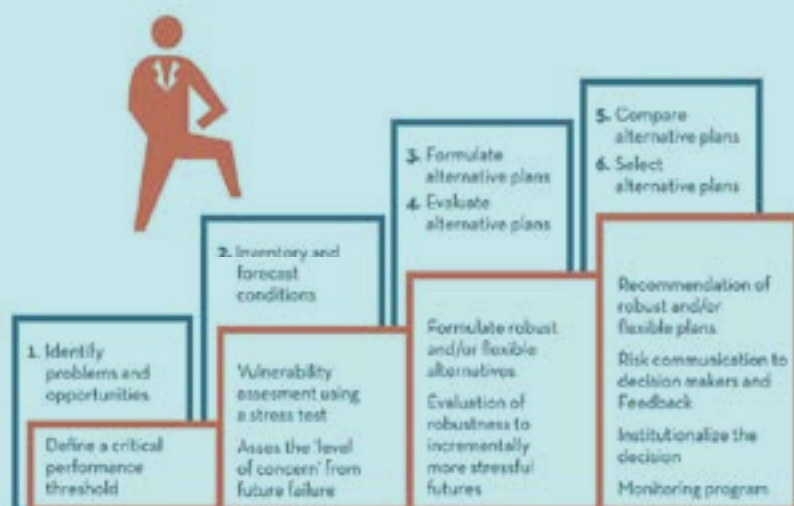 1. Identify
problems and
opportunities
Define a critical
performance
threshold
2. Inventory and
forecast
conditions
Vulnerability
assesment using
a stress test
Asses the 'level
of concern' from
future failure
3. Formulate
alternative plans
4. Evaluate
alternative plans
Formulate robust
and/or flexible
alternatives
Evaluation of
robustness to
incrementally
more stressful
futures
5. Compare
alternative plans
6. Select
alternative plans
Recommendation of
robust and/or
flexible plans
Risk communication to
decision makers and
Feedback
Institutionalize the
decision
Monitoring program